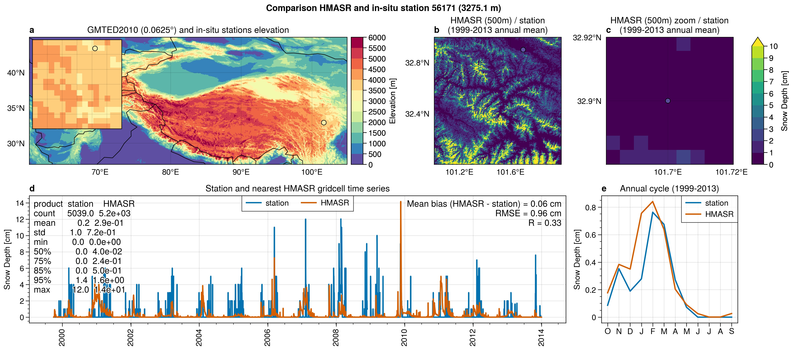 Comparison HMASR and in-situ station 56171 (3275.1 m)
a GMTED2010 (0.0625°) and in-situ stations elevation
45°N
40°N
35°N
30°N
70°E 80°E 90°E 100°E
6000
5500
5000
4500
4000
3500
3000
2500
2000
1500
1000
500
0
Elevation [m]
b HMASR (500m) / station
(1999-2013 annual mean)
32.8°N
32.4°N
101.2°E 101.6°E
c HMASR (500m) zoom / station
(1999-2013 annual mean)
32.92°N
32.9°N
101.7°E 101.72°E
10
9
8
7
6
5
4
3
2
1
0
Snow Depth [cm]
d Station and nearest HMASR gridcell time series
station HMASR
product station HMASR
count 5039.0 5.2e+03
mean 0.2 2.9e-01
std 1.0 7.2e-01
min 0.0 0.0e+00
50% 0.0 4.0e-02
75% 0.0 2.4e-01
85% 0.0 5.0e-01
95% 1.4 1.6e+00
max 12.0 1.4e+01
Mean bias (HMASR - station) = 0.06 cm
RMSE = 0.96 cm
R = 0.33
Snow Depth [cm]
14
12
10
8
6
4
2
0
2000 2002 2004 2006 2008 2010 2012 2014
e Annual cycle (1999-2013)
station
HMASR
Snow Depth [cm]
0.8
0.6
0.4
0.2
0
O N D J F M A M J J A S